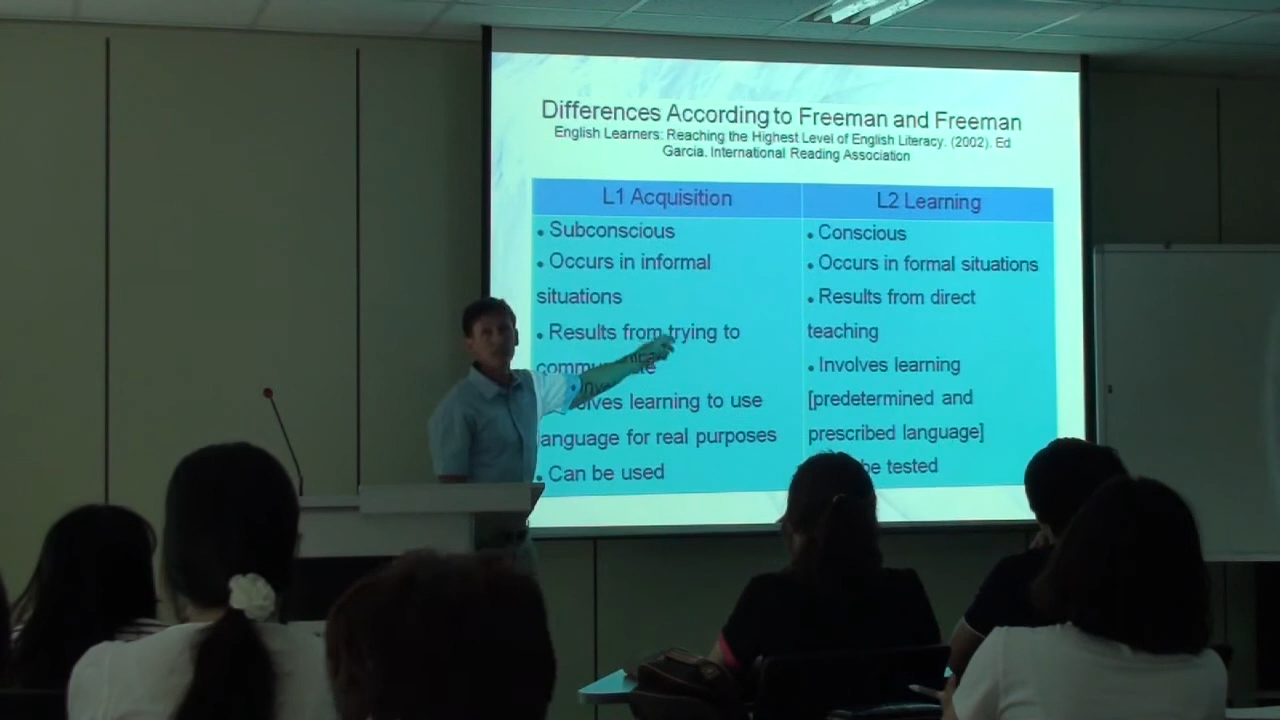 Differences According to Freeman and Freeman
English Learners: Reaching the Highest Level of English Literacy. (2002). Ed
Garcia. International Reading Association
L1 Acquisition
• Subconscious
• Occurs in informal
situations
• Results from trying to
• learning to use
language for real purposes
• Can be used
L2 Learning
• Conscious
• Occurs in formal situations
• Results from direct
teaching
• Involves learning
[predetermined and
prescribed language]
be tested